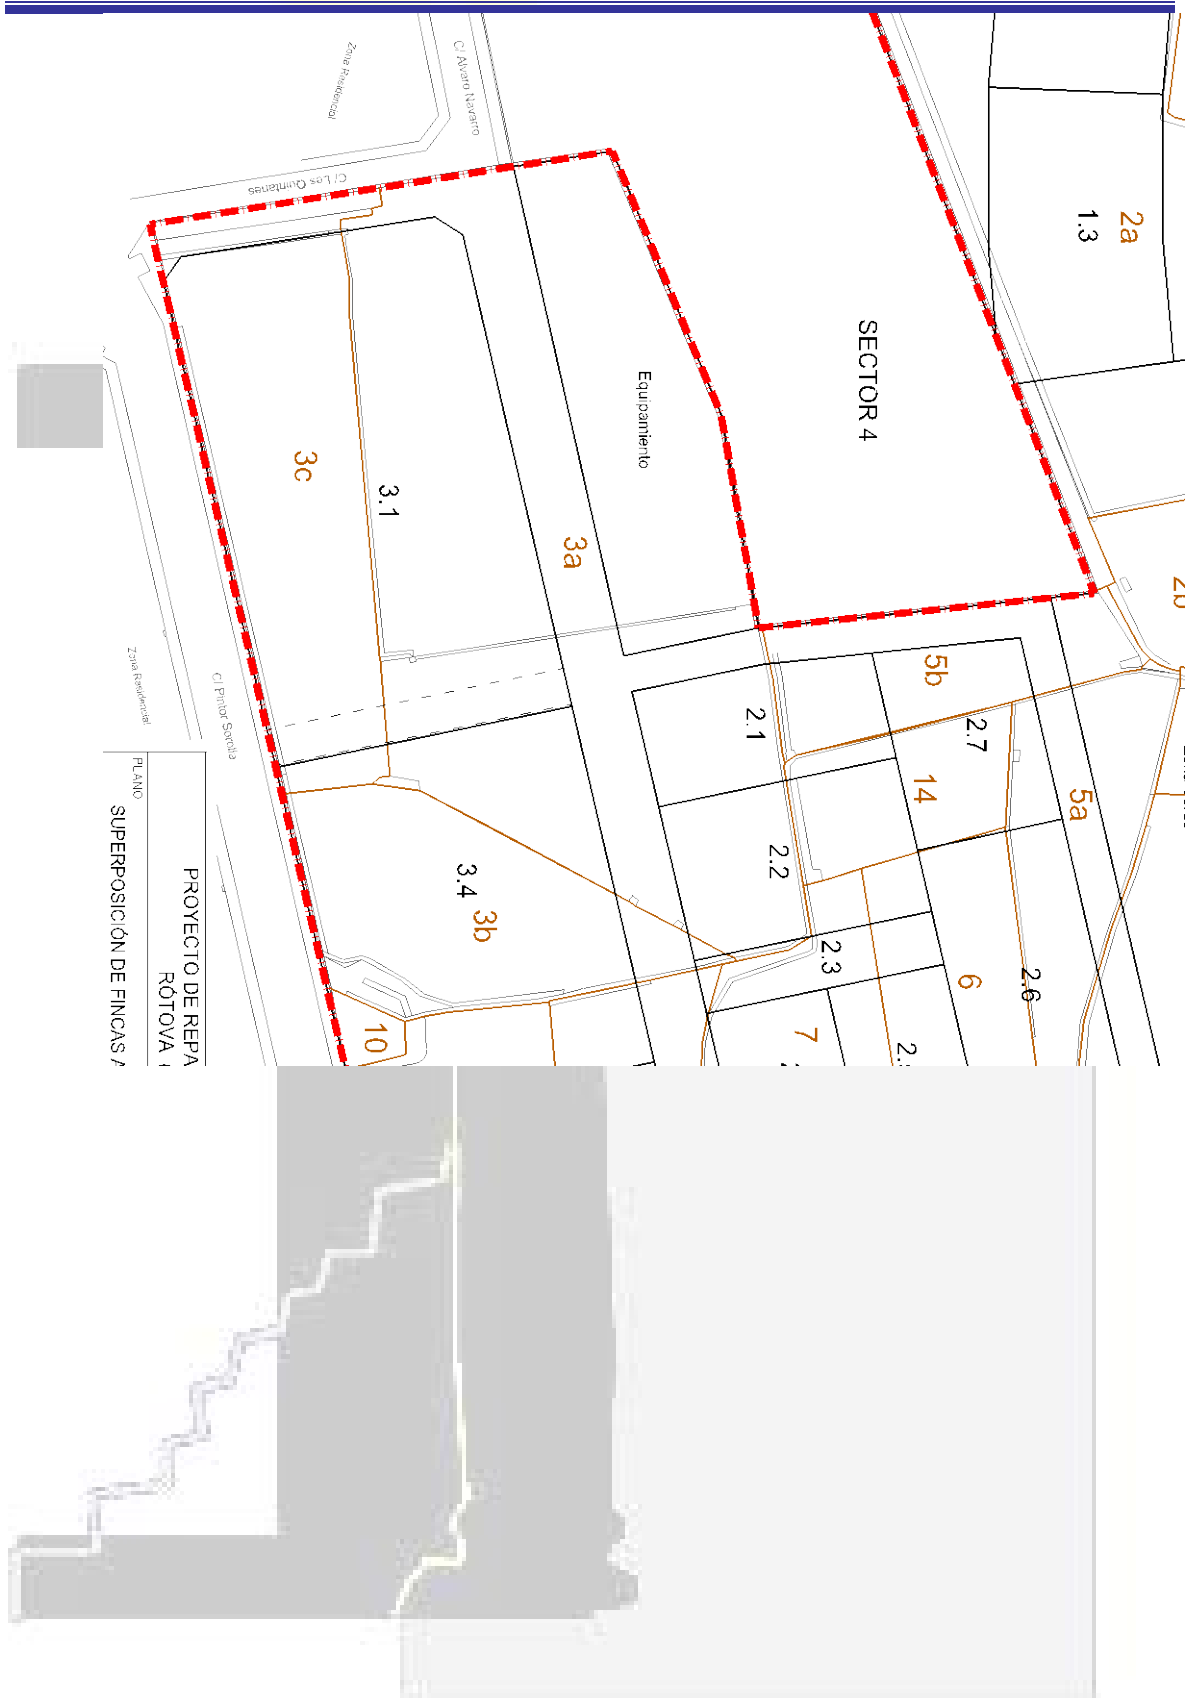 Zona Residencial
C/ Alvaro Navarro
C/ Les Quintanes
2a
1.3
SECTOR 4
Equipamiento
3c
3.1
3a
2b
5b
2.1
2.7
14
5a
2.2
3.4
3b
2.3
6
2.6
7
10
C/ Pintor Sorolla
Zona Residencial
PROYECTO DE REPA
RÓTOVA
PLANO
SUPERPOSICIÓN DE FINCAS A